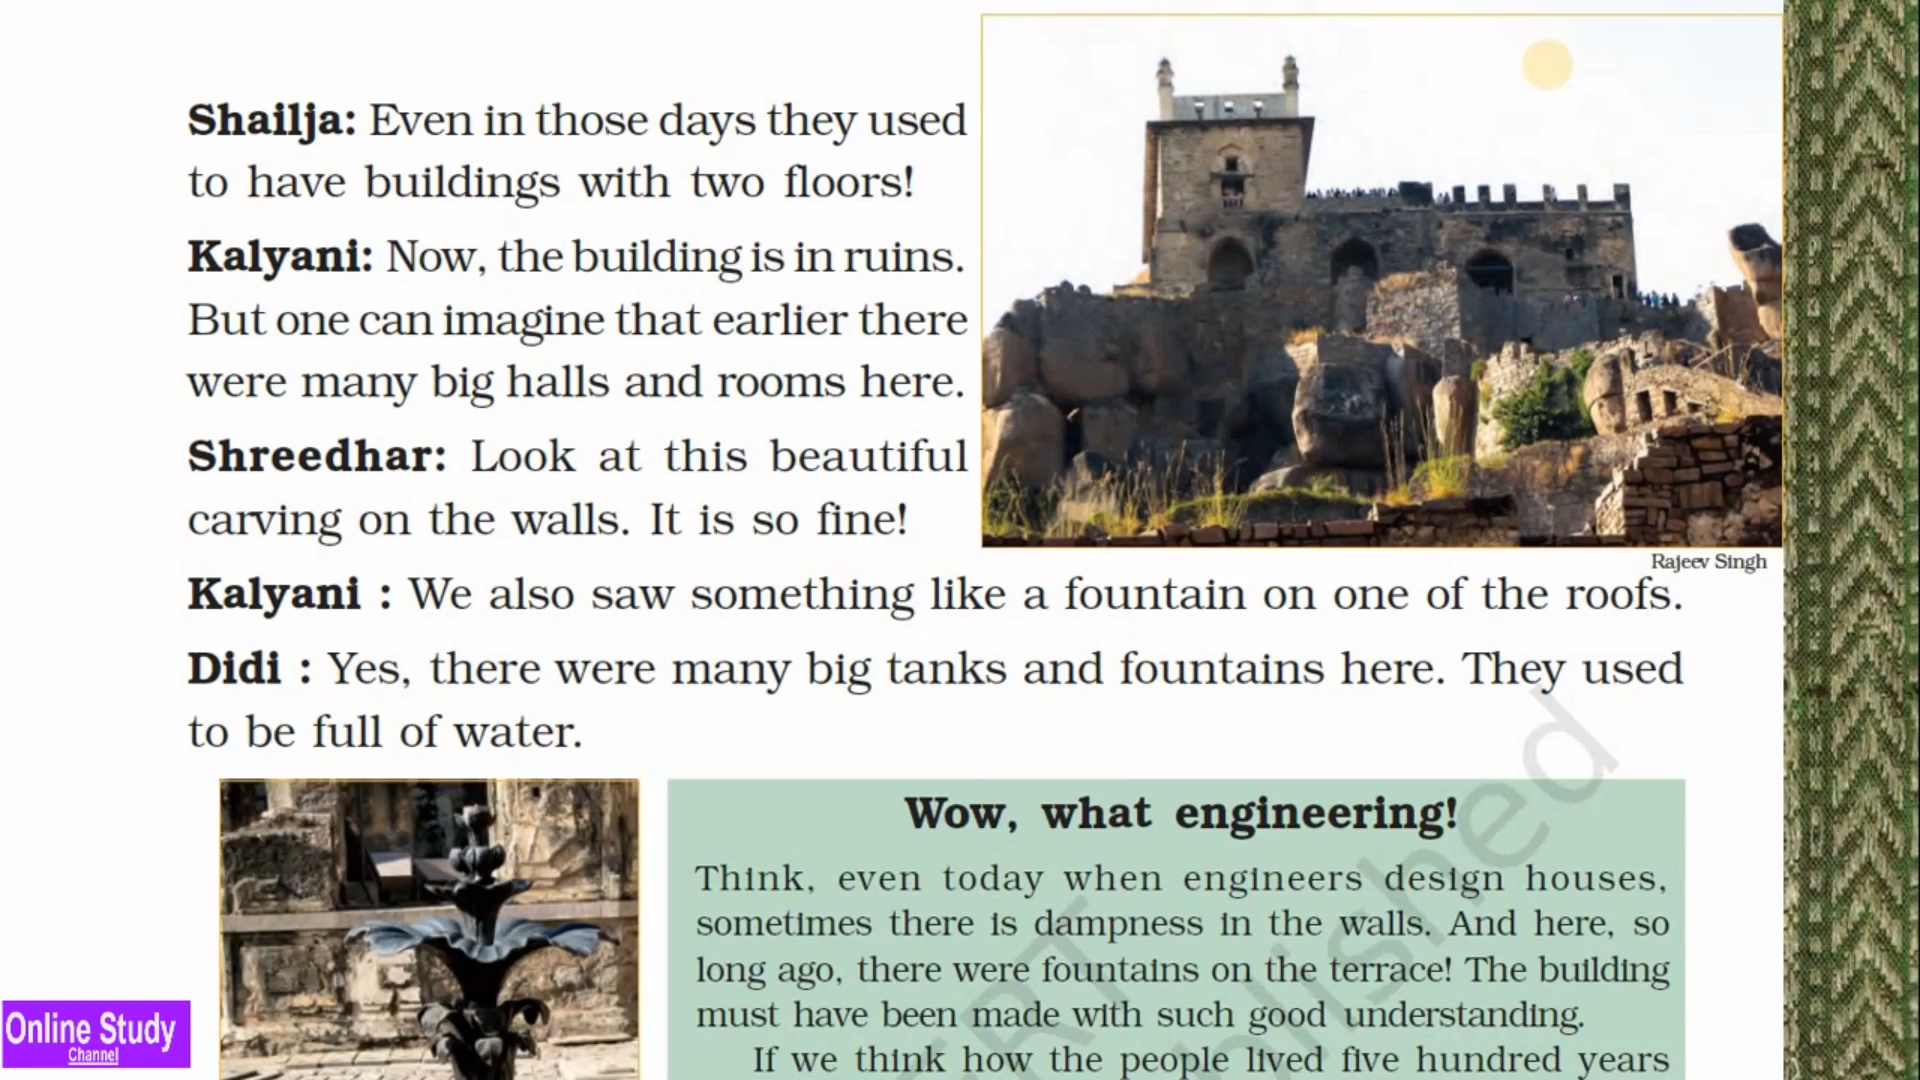 Shailja: Even in those days they used
to have buildings with two floors!
Kalyani: Now, the building is in ruins.
But one can imagine that earlier there
were many big halls and rooms here.
Shreedhar: Look at this beautiful
carving on the walls. It is so fine!
Rajeev Singh
Kalyani : We also saw something like a fountain on one of the roofs.
Didi : Yes, there were many big tanks and fountains here. They used
to be full of water.
Wow, what engineering!
Think, even today when engineers design houses,
sometimes there is dampness in the walls. And here, so
long ago, there were fountains on the terrace! The building
must have been made with such good understanding.
If we think how the people lived five hundred years
Online Study
Channel